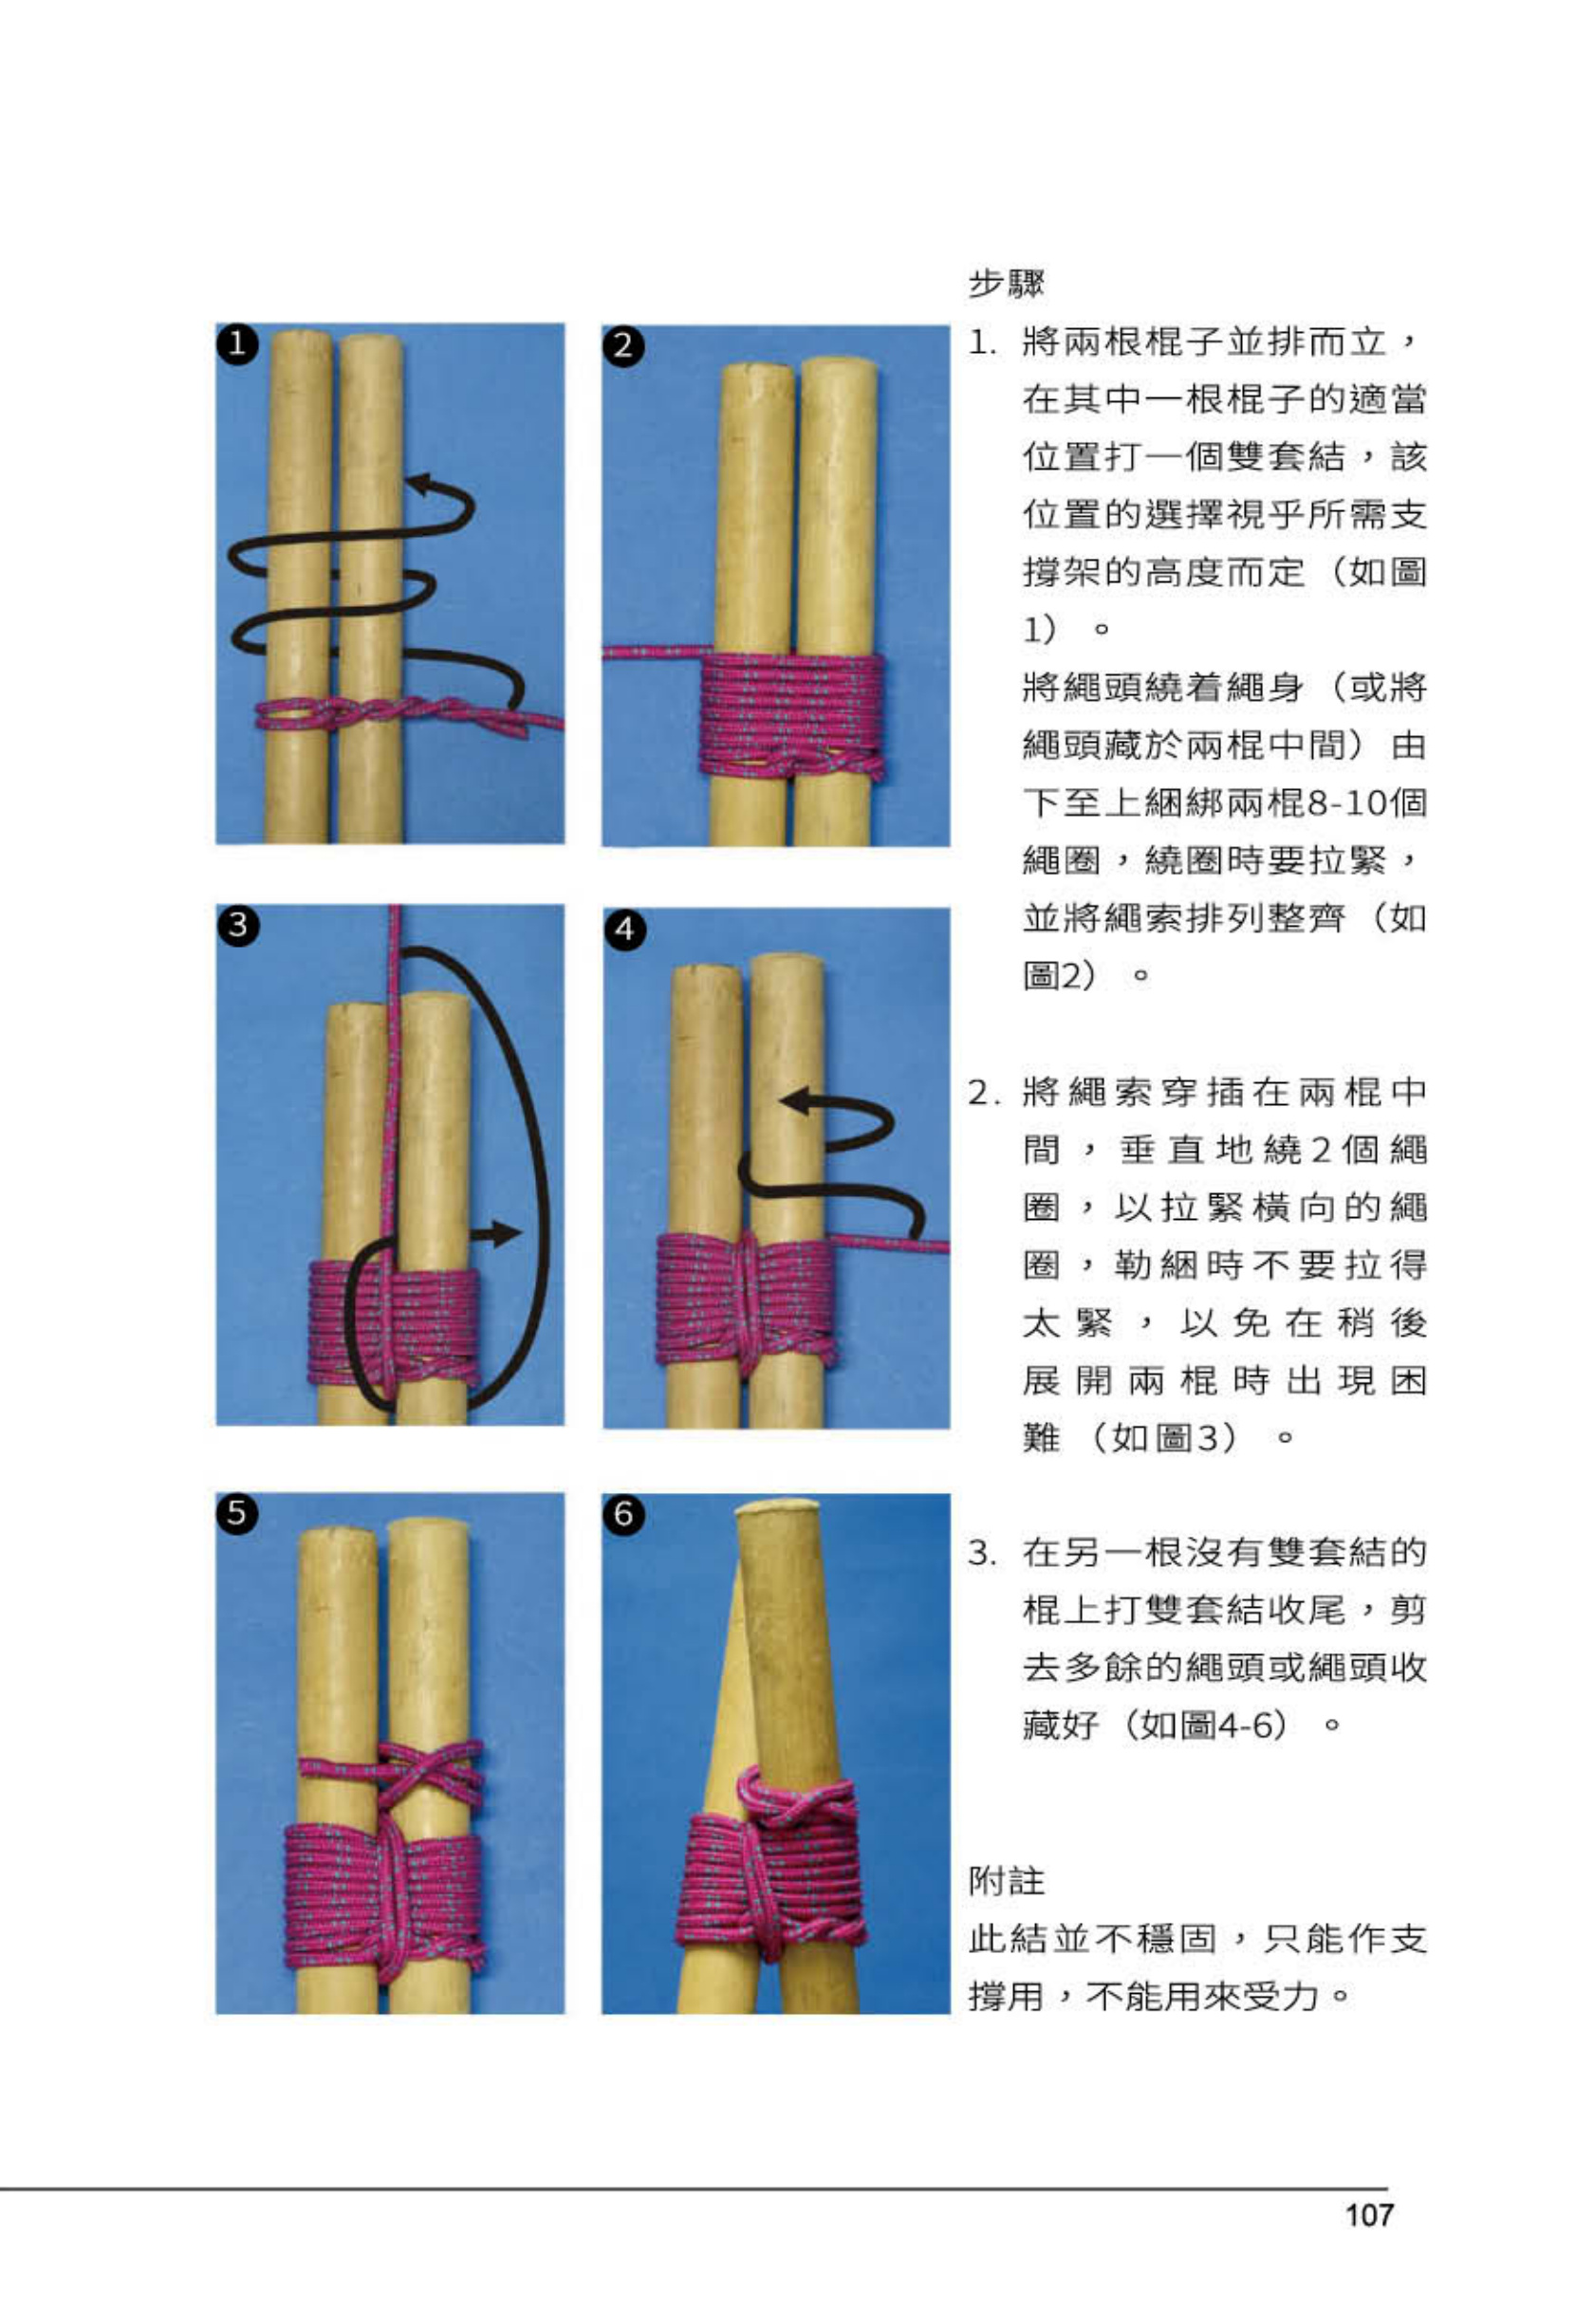 步驟
1. 將兩根棍子並排而立，
在其中一根棍子的適當
位置打一個雙套結，該
位置的選擇視乎所需支
撐架的高度而定（如圖
1）。
將繩頭繞着繩身（或將
繩頭藏於兩棍中間）由
下至上綑綁兩棍8-10個
繩圈，繞圈時要拉緊，
並將繩索排列整齊（如
圖2）。
2. 將繩索穿插在兩棍中
間，垂直地繞2個繩
圈，以拉緊橫向的繩
圈，勒綑時不要拉得
太緊，以免在稍後
展開兩棍時出現困
難（如圖3）。
3. 在另一根沒有雙套結的
棍上打雙套結收尾，剪
去多餘的繩頭或繩頭收
藏好（如圖4-6）。
附註
此結並不穩固，只能作支
撐用，不能用來受力。
1
2
3
4
5
6
107